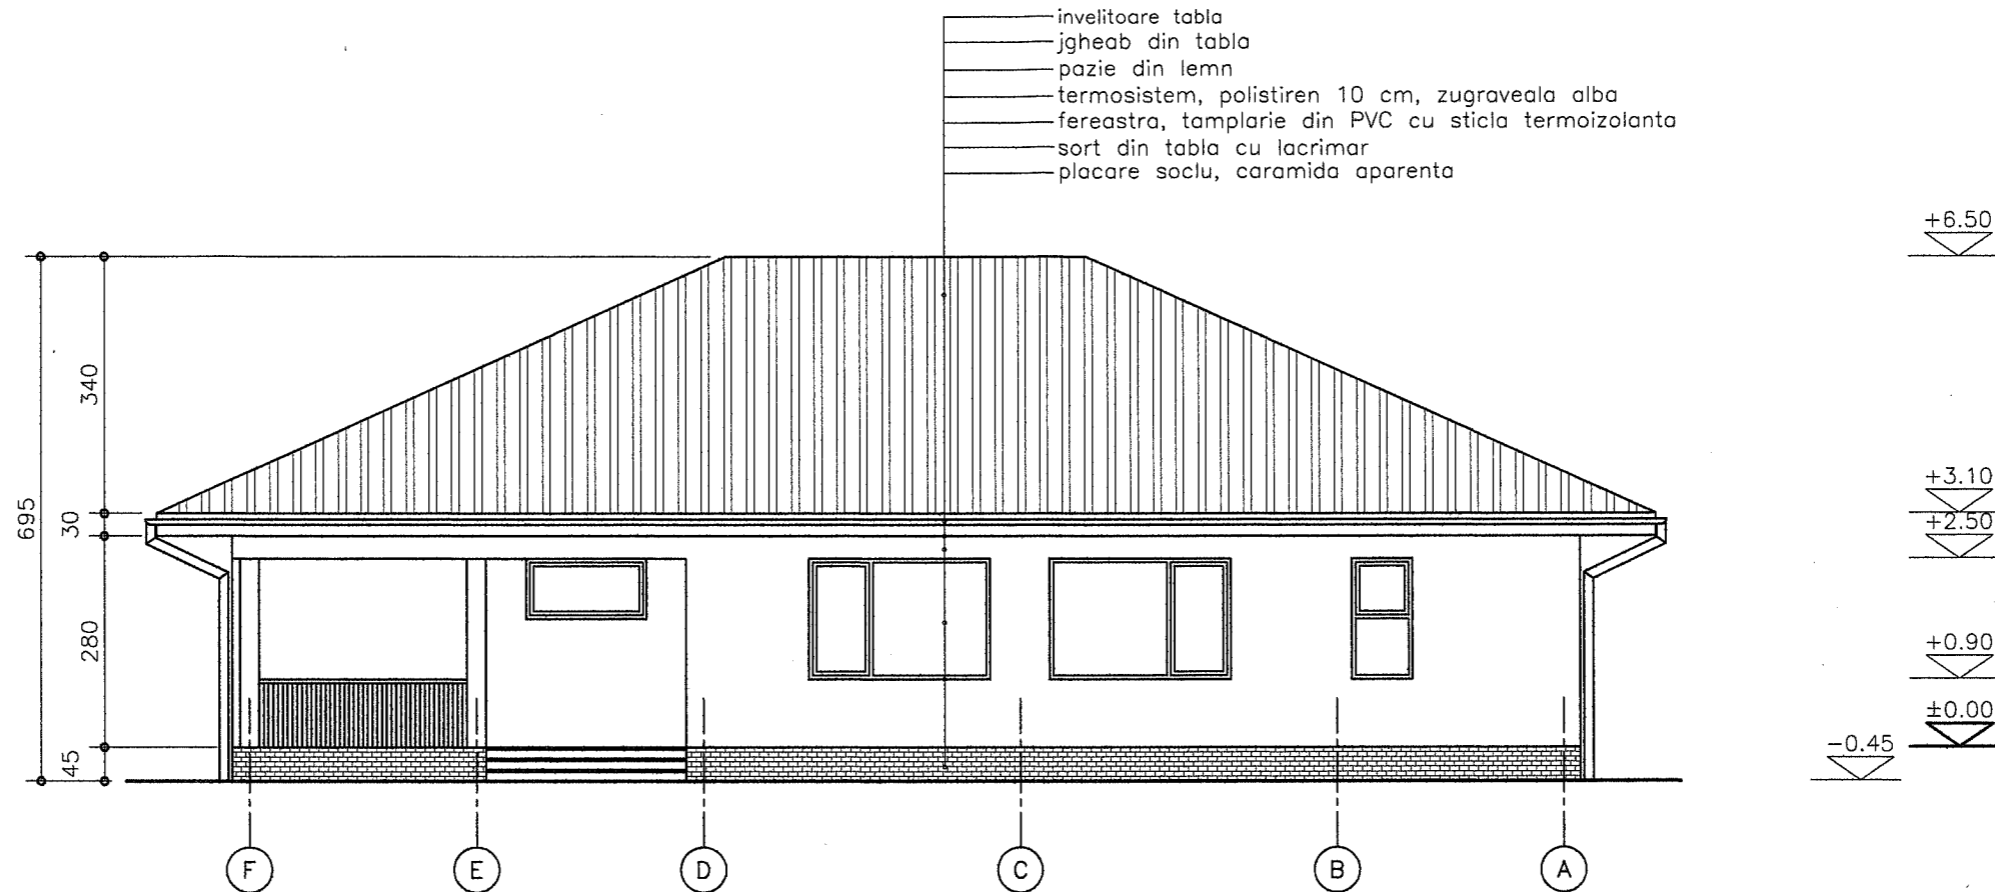 invelitoare tabla
jgheab din tabla
pazie din lemn
termosistem, polistiren 10 cm, zugraveala alba
fereastra, tamplarie din PVC cu sticla termoizolanta
sort din tabla cu lacrimar
placare soclu, caramida aparenta
+6.50
340
+3.10
695
30
+2.50
280
+0.90
±0.00
45
-0.45
F
E
D
C
B
A